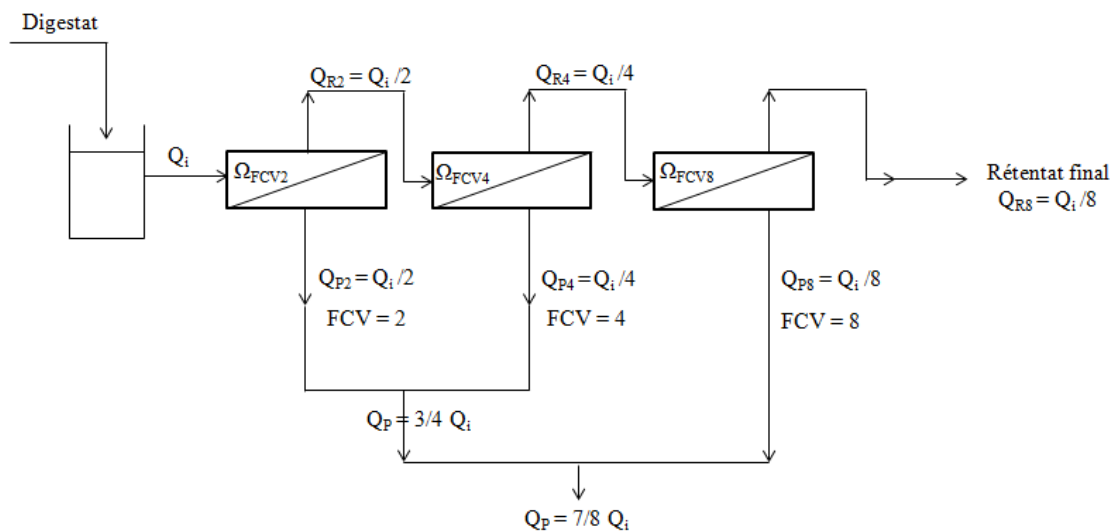 Digestat
Q_R2 = Q_i /2
Q_R4 = Q_i /4
Q_i
Ω_FCV2
Ω_FCV4
Ω_FCV8
Rétentat final
Q_R8 = Q_i /8
Q_P2 = Q_i /2
FCV = 2
Q_P4 = Q_i /4
FCV = 4
Q_P8 = Q_i /8
FCV = 8
Q_P = 3/4 Q_i
Q_P = 7/8 Q_i